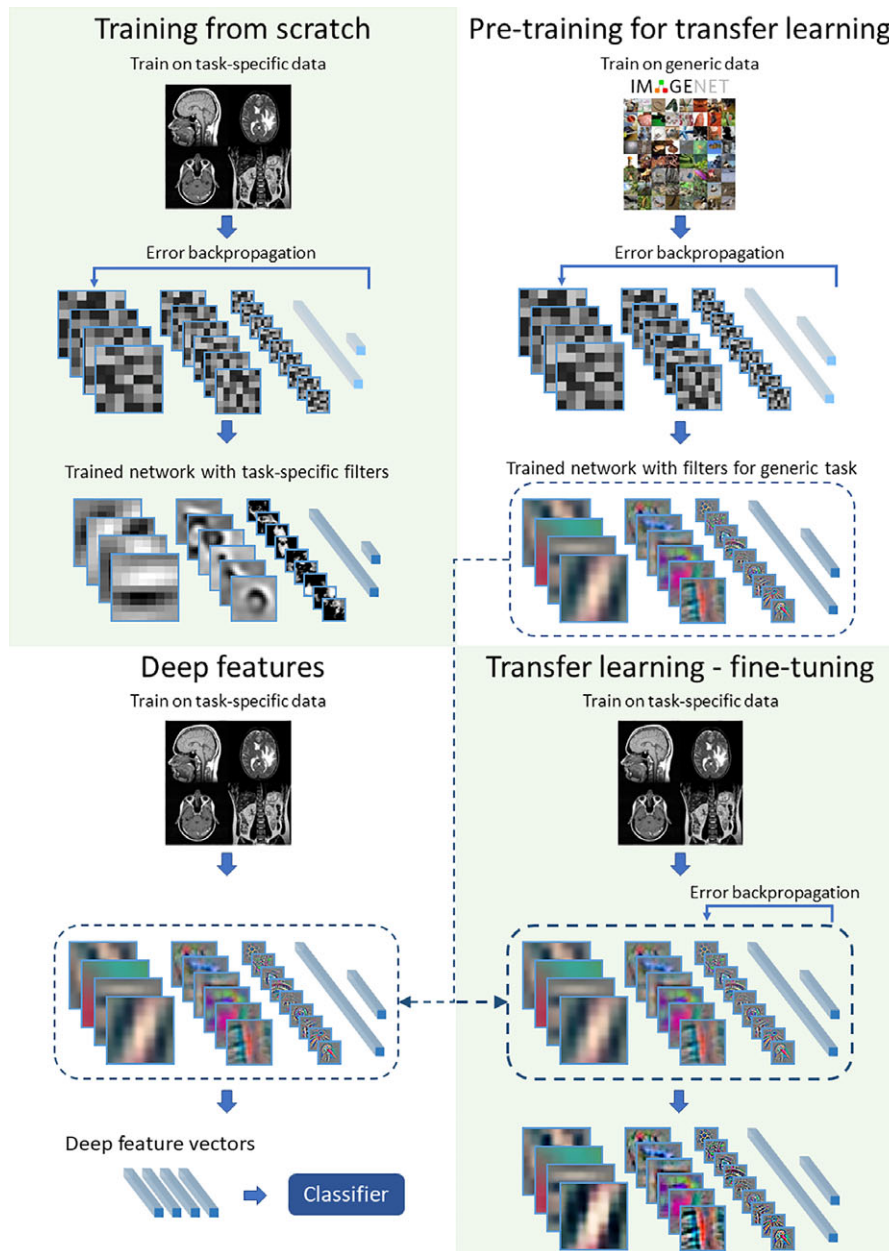 Training from scratch
Train on task-specific data
Error backpropagation
Trained network with task-specific filters
Pre-training for transfer learning
Train on generic data
IMAGENET
Error backpropagation
Trained network with filters for generic task
Deep features
Train on task-specific data
Deep feature vectors
Classifier
Transfer learning - fine-tuning
Train on task-specific data
Error backpropagation